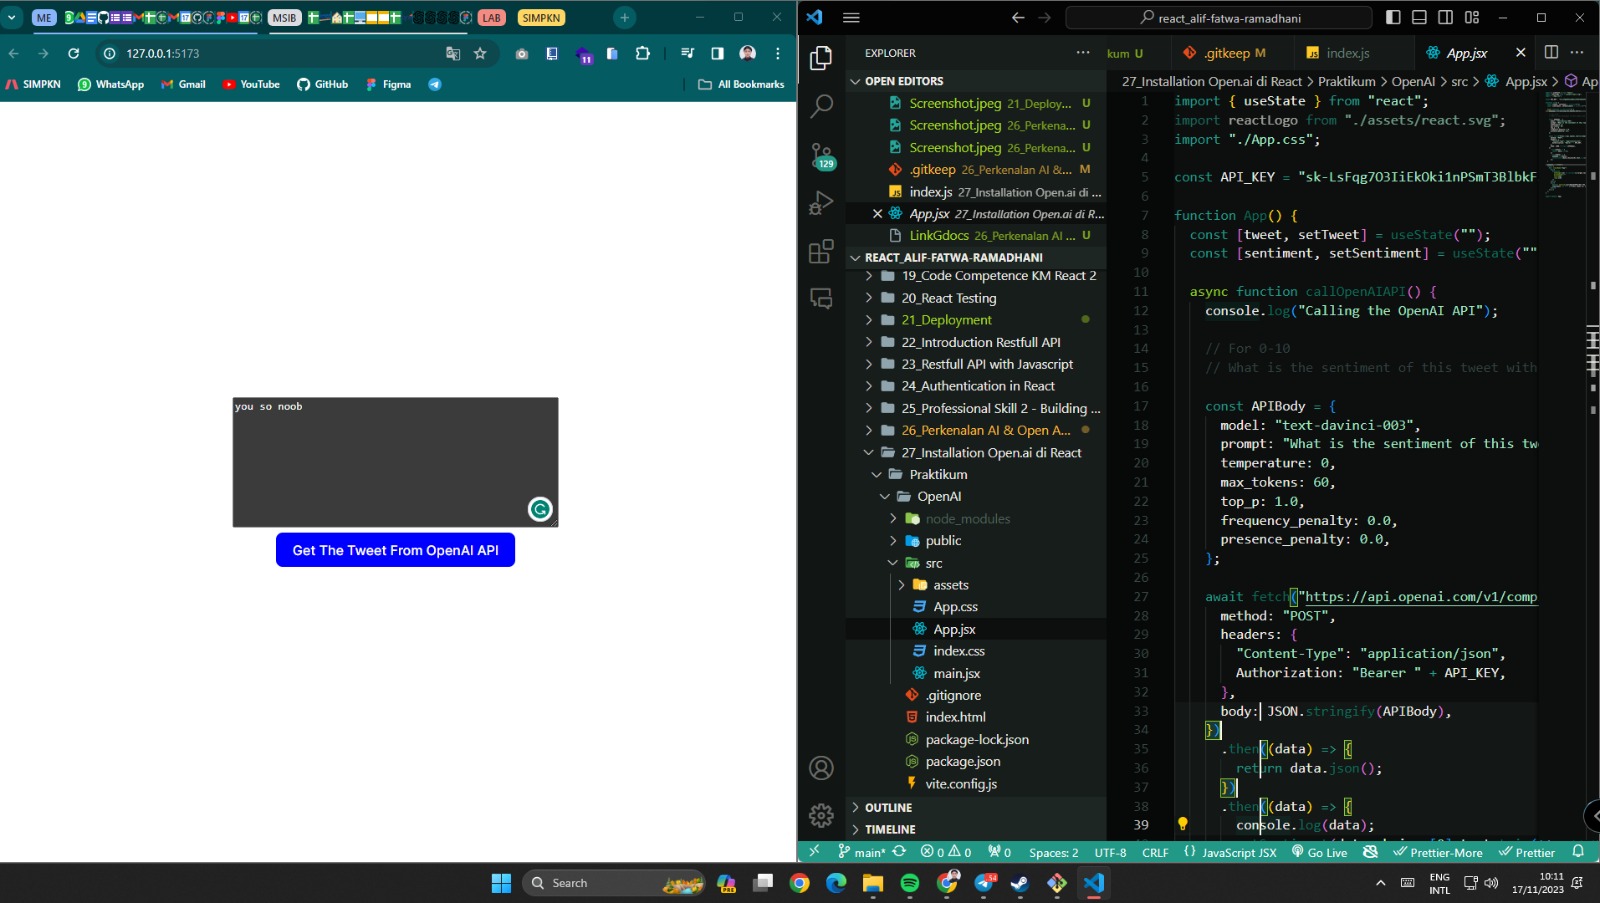 ME
MSIB
LAB
SIMPKN
127.0.0.1:5173
11
SIMPKN
WhatsApp
Gmail
YouTube
GitHub
Figma
All Bookmarks
you so noob
Get The Tweet From OpenAI API
react_alif-fatwa-ramadhani
EXPLORER
kum U
.gitkeep M
index.js
App.jsx
OPEN EDITORS
27_Installation Open.ai di React > Praktikum > OpenAI > src > App.jsx > Ap
Screenshot.jpeg 21_Deploy... U
Screenshot.jpeg 26_Perkena... U
Screenshot.jpeg 26_Perkena... U
.gitkeep 26_Perkenalan AI &... M
index.js 27_Installation Open.ai di ...
App.jsx 27_Installation Open.ai di R...
LinkGdocs 26_Perkenalan AI ... U
129
REACT_ALIF-FATWA-RAMADHANI
19_Code Competence KM React 2
20_React Testing
21_Deployment
22_Introduction Restfull API
23_Restfull API with Javascript
24_Authentication in React
25_Professional Skill 2 - Building ...
26_Perkenalan AI & Open A...
27_Installation Open.ai di React
Praktikum
OpenAI
node_modules
public
src
assets
App.css
App.jsx
index.css
main.jsx
.gitignore
index.html
package-lock.json
package.json
vite.config.js
OUTLINE
TIMELINE
1 import { useState } from "react";
2 import reactLogo from "./assets/react.svg";
3 import "./App.css";
4
5 const API_KEY = "sk-LsFqg7O3IiEkOki1nPSmT3BlbkF
6
7 function App() {
8 const [tweet, setTweet] = useState("");
9 const [sentiment, setSentiment] = useState(""
10
11 async function callOpenAIAPI() {
12 console.log("Calling the OpenAI API");
13
14 // For 0-10
15 // What is the sentiment of this tweet with
16
17 const APIBody = {
18 model: "text-davinci-003",
19 prompt: "What is the sentiment of this tw
20 temperature: 0,
21 max_tokens: 60,
22 top_p: 1.0,
23 frequency_penalty: 0.0,
24 presence_penalty: 0.0,
25 };
26
27 await fetch("https://api.openai.com/v1/comp
28 method: "POST",
29 headers: {
30 "Content-Type": "application/json",
31 Authorization: "Bearer " + API_KEY,
32 },
33 body: JSON.stringify(APIBody),
34 })
35 .then((data) => {
36 return data.json();
37 })
38 .then((data) => {
39 console.log(data);
main*
0 0
0
Spaces: 2
UTF-8
CRLF
{} JavaScript JSX
Go Live
Prettier-More
Prettier
Search
PRE
54
ENG
INTL
10:11
17/11/2023